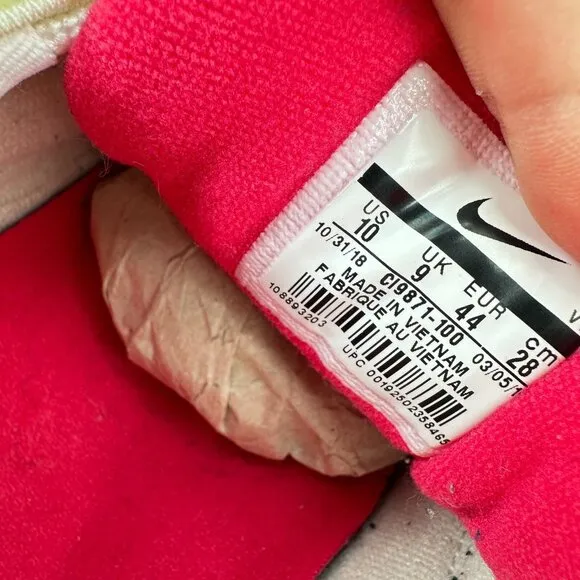 US UK EUR cm
10 9 44 28
10/31/18 CI9871-100 03/05/1
MADE IN VIETNAM
FABRIQUE AU VIETNAM
108893203
UPC 00192502358465